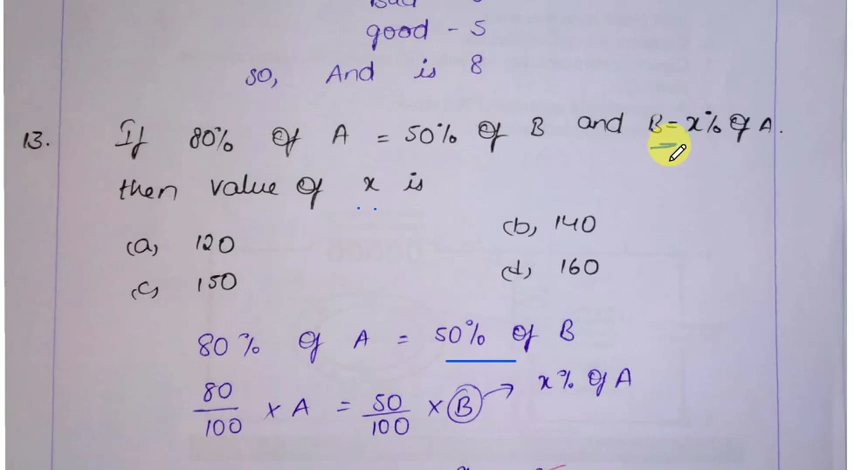 good - 5
so, And is 8
13. If 80% of A = 50% of B and B = x% of A.
then value of x is
(a) 120
(b) 140
(c) 150
(d) 160
80% of A = 50% of B
80/100 × A = 50/100 × B → x% of A